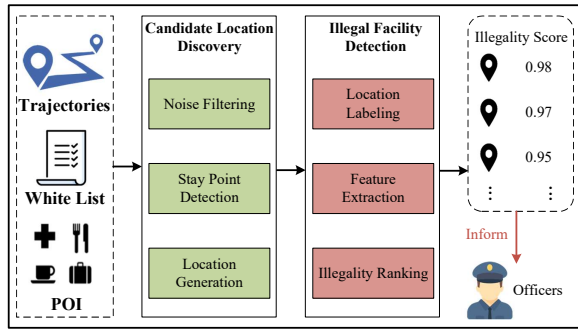 Trajectories
White List
POI
Candidate Location
Discovery
Noise Filtering
Stay Point
Detection
Location
Generation
Illegal Facility
Detection
Location
Labeling
Feature
Extraction
Illegality Ranking
Illegality Score
0.98
0.97
0.95
⋮ ⋮
Inform
Officers